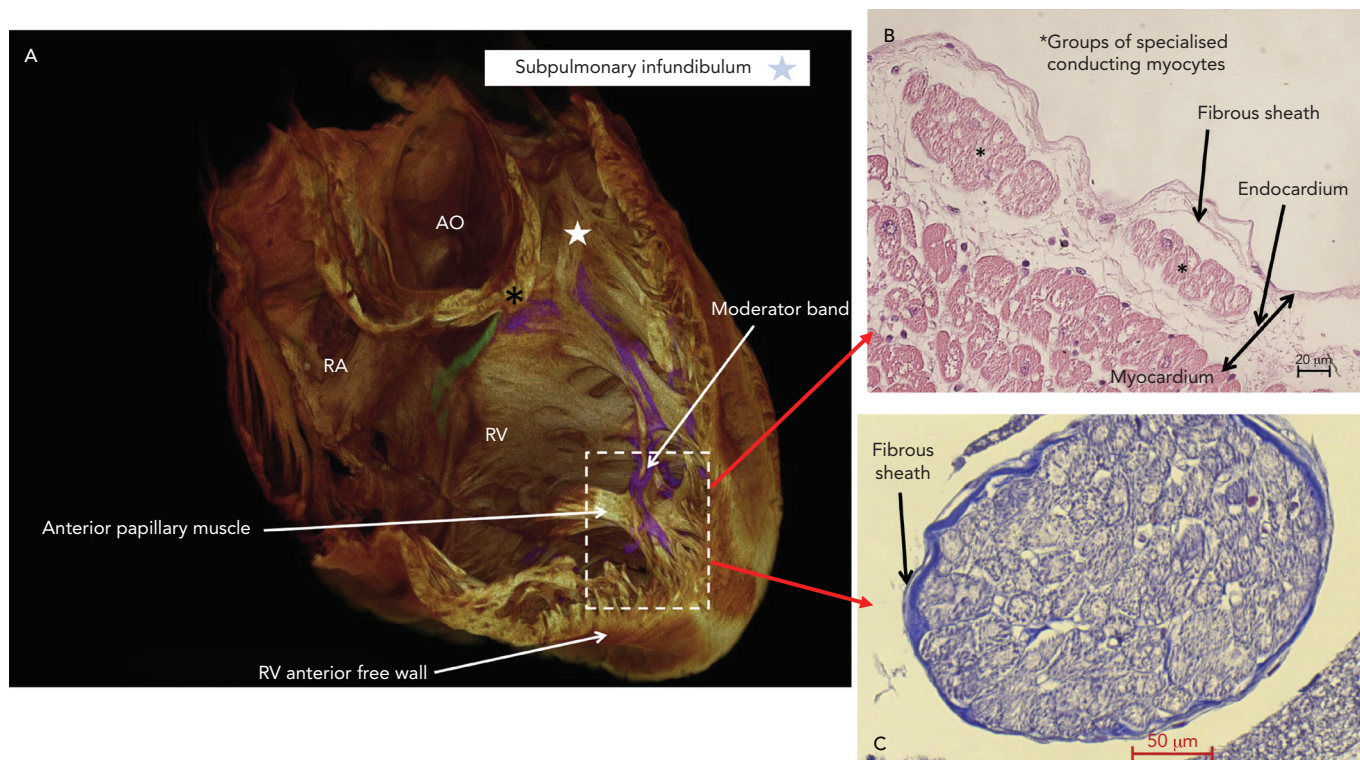 A
Subpulmonary infundibulum
AO
*
RA
RV
Moderator band
Anterior papillary muscle
RV anterior free wall
B
*Groups of specialised
conducting myocytes
Fibrous sheath
Endocardium
*
*
Myocardium
20 μm
Fibrous
sheath
C
50 μm